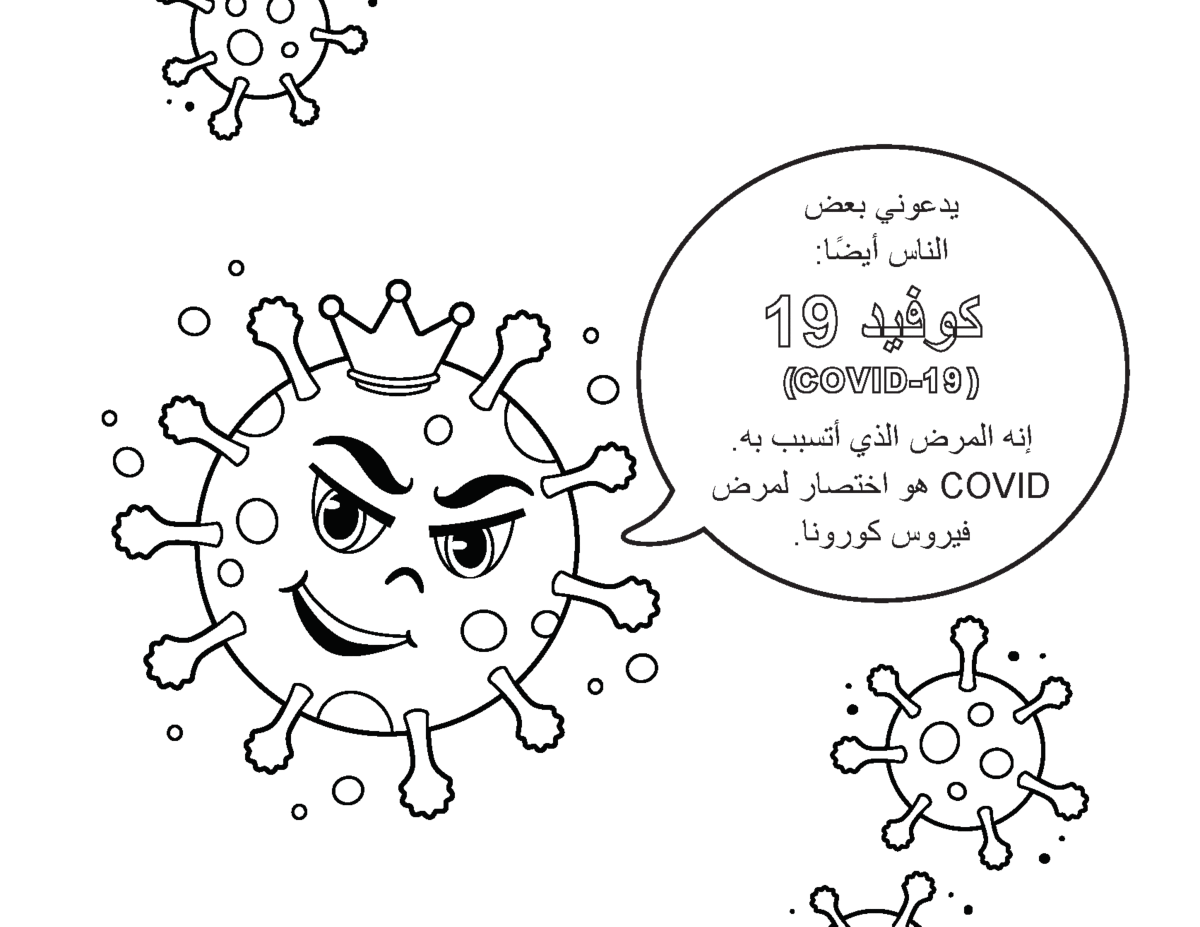 يدعوني بعض
الناس أيضًا:
كوفيد 19
(COVID-19)
إنه المرض الذي أتسبب به.
COVID هو اختصار لمرض
فيروس كورونا.